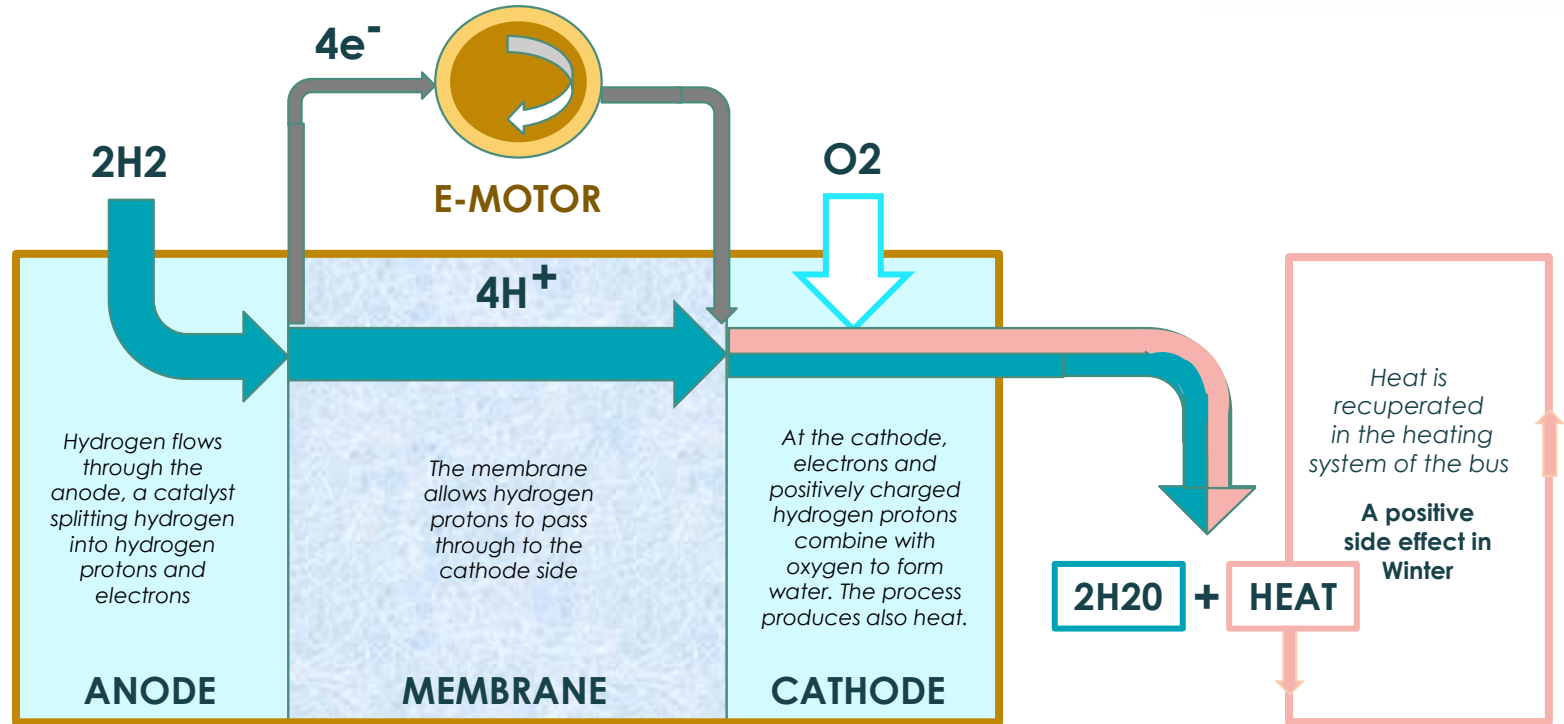 4e⁻
2H2
O2
E-MOTOR
4H⁺
Hydrogen flows
through the
anode, a catalyst
splitting hydrogen
into hydrogen
protons and
electrons
ANODE
The membrane
allows hydrogen
protons to pass
through to the
cathode side
MEMBRANE
At the cathode,
electrons and
positively charged
hydrogen protons
combine with
oxygen to form
water. The process
produces also heat.
CATHODE
2H20 + HEAT
Heat is
recuperated
in the heating
system of the bus
A positive
side effect in
Winter